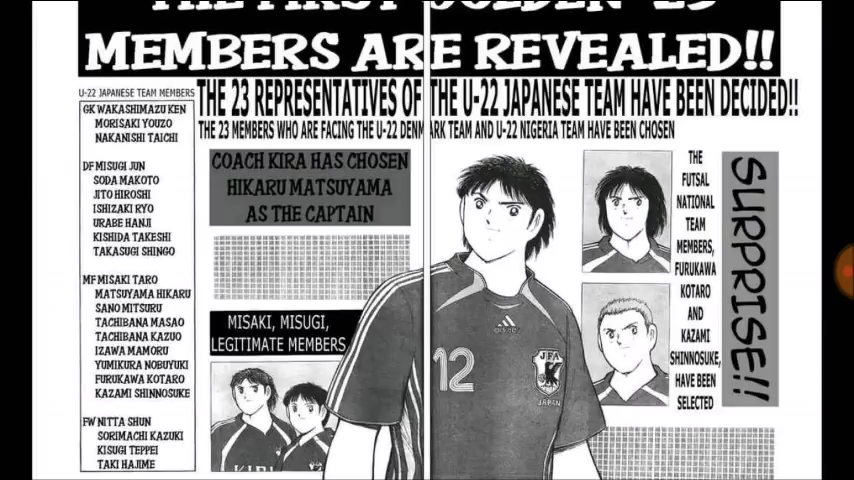 THE FIRST GOLDEN 23
MEMBERS ARE REVEALED!!
U-22 JAPANESE TEAM MEMBERS
GK WAKASHIMAZU KEN
MORISAKI YOUZO
NAKANISHI TAICHI
DF MISUGI JUN
SODA MAKOTO
JITO HIROSHI
ISHIZAKI RYO
URABE HANJI
KISHIDA TAKESHI
TAKASUGI SHINGO
MF MISAKI TARO
MATSUYAMA HIKARU
SANO MITSURU
TACHIBANA MASAO
TACHIBANA KAZUO
IZAWA MAMORU
YUMIKURA NOBUYUKI
FURUKAWA KOTARO
KAZAMI SHINNOSUKE
FW NITTA SHUN
SORIMACHI KAZUKI
KISUGI TEPPEI
TAKI HAJIME
THE 23 REPRESENTATIVES OF THE U-22 JAPANESE TEAM HAVE BEEN DECIDED!!
THE 23 MEMBERS WHO ARE FACING THE U-22 DENMARK TEAM AND U-22 NIGERIA TEAM HAVE BEEN CHOSEN
COACH KIRA HAS CHOSEN
HIKARU MATSUYAMA
AS THE CAPTAIN
MISAKI, MISUGI,
LEGITIMATE MEMBERS
12
JFA
JAPAN
THE
FUTSAL
NATIONAL
TEAM
MEMBERS,
FURUKAWA
KOTARO
AND
KAZAMI
SHINNOSUKE,
HAVE BEEN
SELECTED
SURPRISE!!